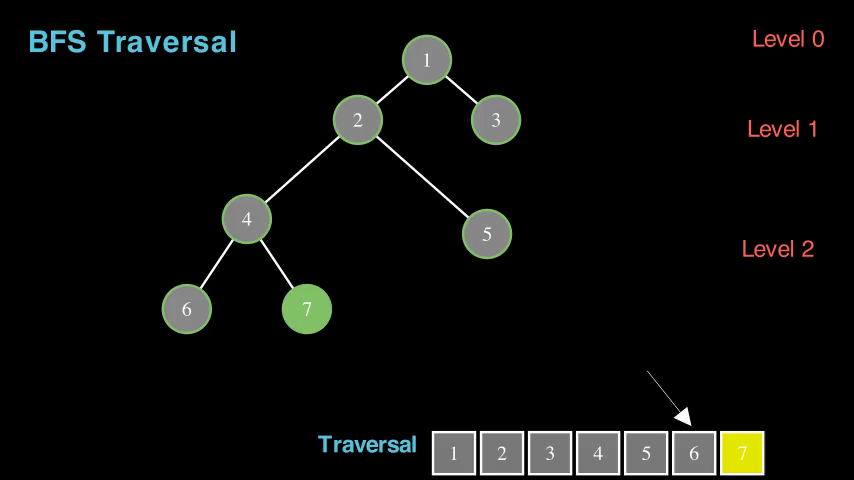 BFS Traversal
Level 0
1
2
3
Level 1
4
5
Level 2
6
7
Traversal 1 2 3 4 5 6 7